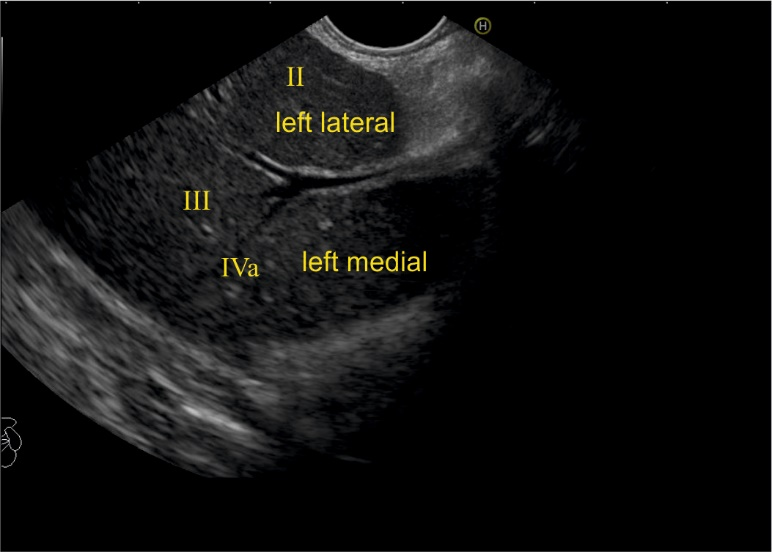 H
II
left lateral
III
IVa
left medial